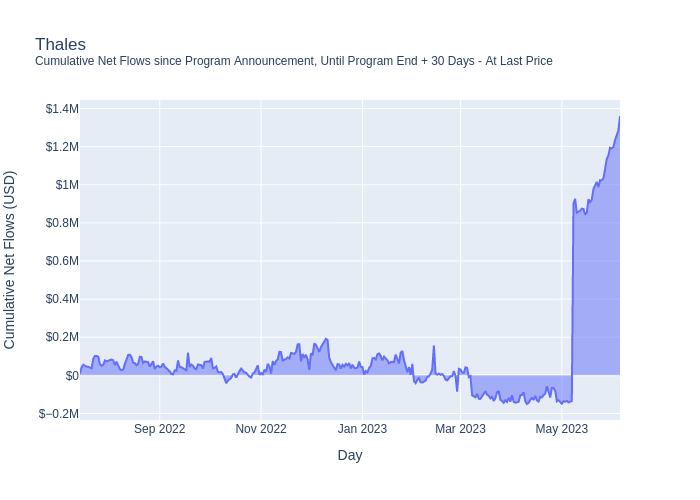 Thales
Cumulative Net Flows since Program Announcement, Until Program End + 30 Days - At Last Price
Cumulative Net Flows (USD)
$1.4M
$1.2M
$1M
$0.8M
$0.6M
$0.4M
$0.2M
$0
$−0.2M
Sep 2022
Nov 2022
Jan 2023
Mar 2023
May 2023
Day